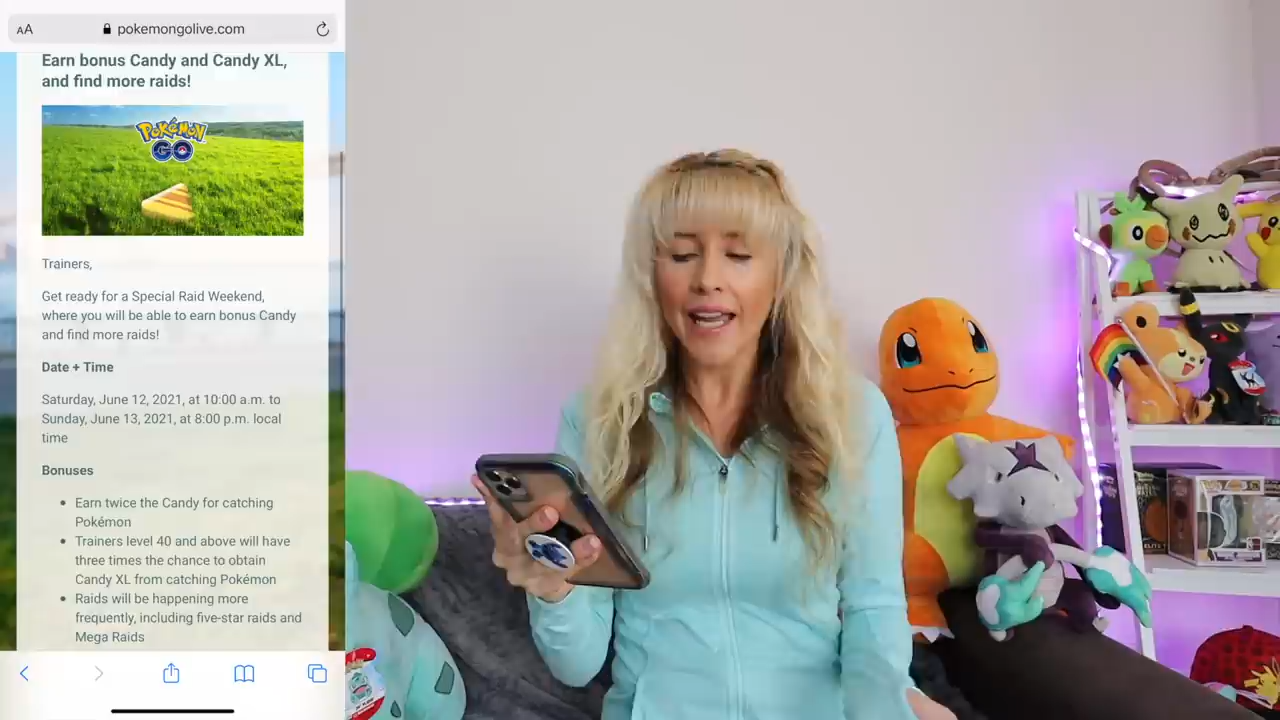 AA
pokemongolive.com
Earn bonus Candy and Candy XL,
and find more raids!
POKÉMON
GO
Trainers,
Get ready for a Special Raid Weekend,
where you will be able to earn bonus Candy
and find more raids!
Date + Time
Saturday, June 12, 2021, at 10:00 a.m. to
Sunday, June 13, 2021, at 8:00 p.m. local
time
Bonuses
• Earn twice the Candy for catching
Pokémon
• Trainers level 40 and above will have
three times the chance to obtain
Candy XL from catching Pokémon
• Raids will be happening more
frequently, including five-star raids and
Mega Raids